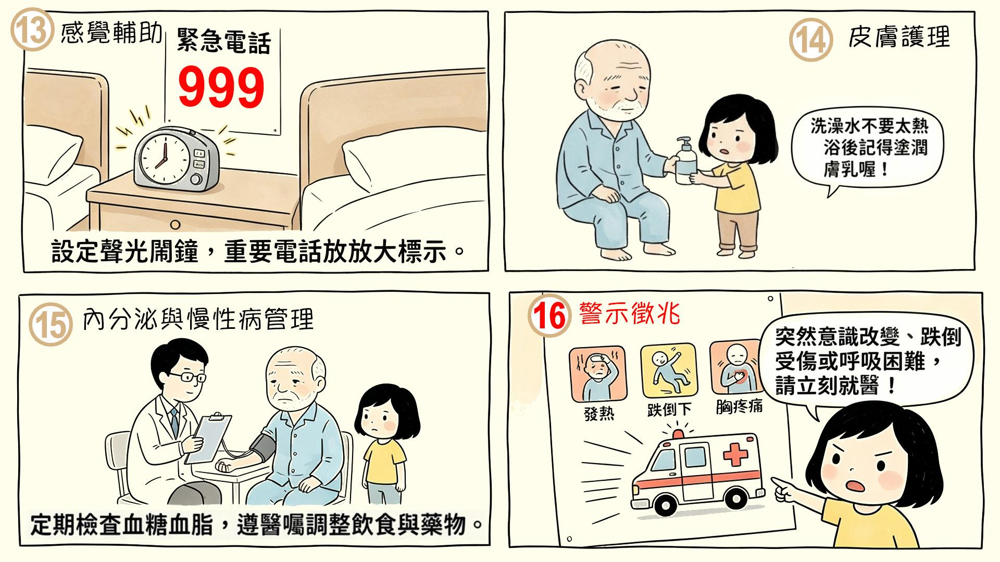 13 感覺輔助
緊急電話
999
設定聲光鬧鐘，重要電話放放大標示。
14 皮膚護理
洗澡水不要太熱
浴後記得塗潤
膚乳喔！
15 內分泌與慢性病管理
定期檢查血糖血脂，遵醫囑調整飲食與藥物。
16 警示徵兆
突然意識改變、跌倒
受傷或呼吸困難，
請立刻就醫！
發熱
跌倒下
胸疼痛